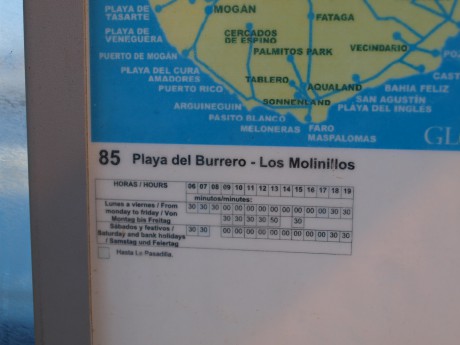 PLAYA DE TASARTE
MOGÁN
PATAGA
PLAYA DE VENEGUERA
CERCADOS DE ESPINO
VECINDARIO
PUERTO DE MOGÁN
PALMITOS PARK
PLAYA DEL CURA
AMADORES
TABLERO
AQUALAND
PUERTO RICO
BAHIA FELIZ
ARGUINEGUIN
SONNENLAND
SAN AGUSTÍN
PLAYA DEL INGLES
PASITO BLANCO
MELONERAS
FARO MASPALOMAS
85 Playa del Burrero - Los Molinillos
HORAS / HOURS 06 07 08 09 10 11 12 13 14 15 16 17 18 19
minutos/minutes:
Lunes a viernes / From 30 30 30 00 00 00 00 00 00 00 00 00 30 30
monday to friday / Von
Montag bis Freitag 30 30 30 30 30 30
Sábados y festivos / 30 30 00 00 00 00 00 00 00 00 00 30 30
Saturday and bank holidays
/ Samstag und Feiertag
Hasta Lo Pasadilla.